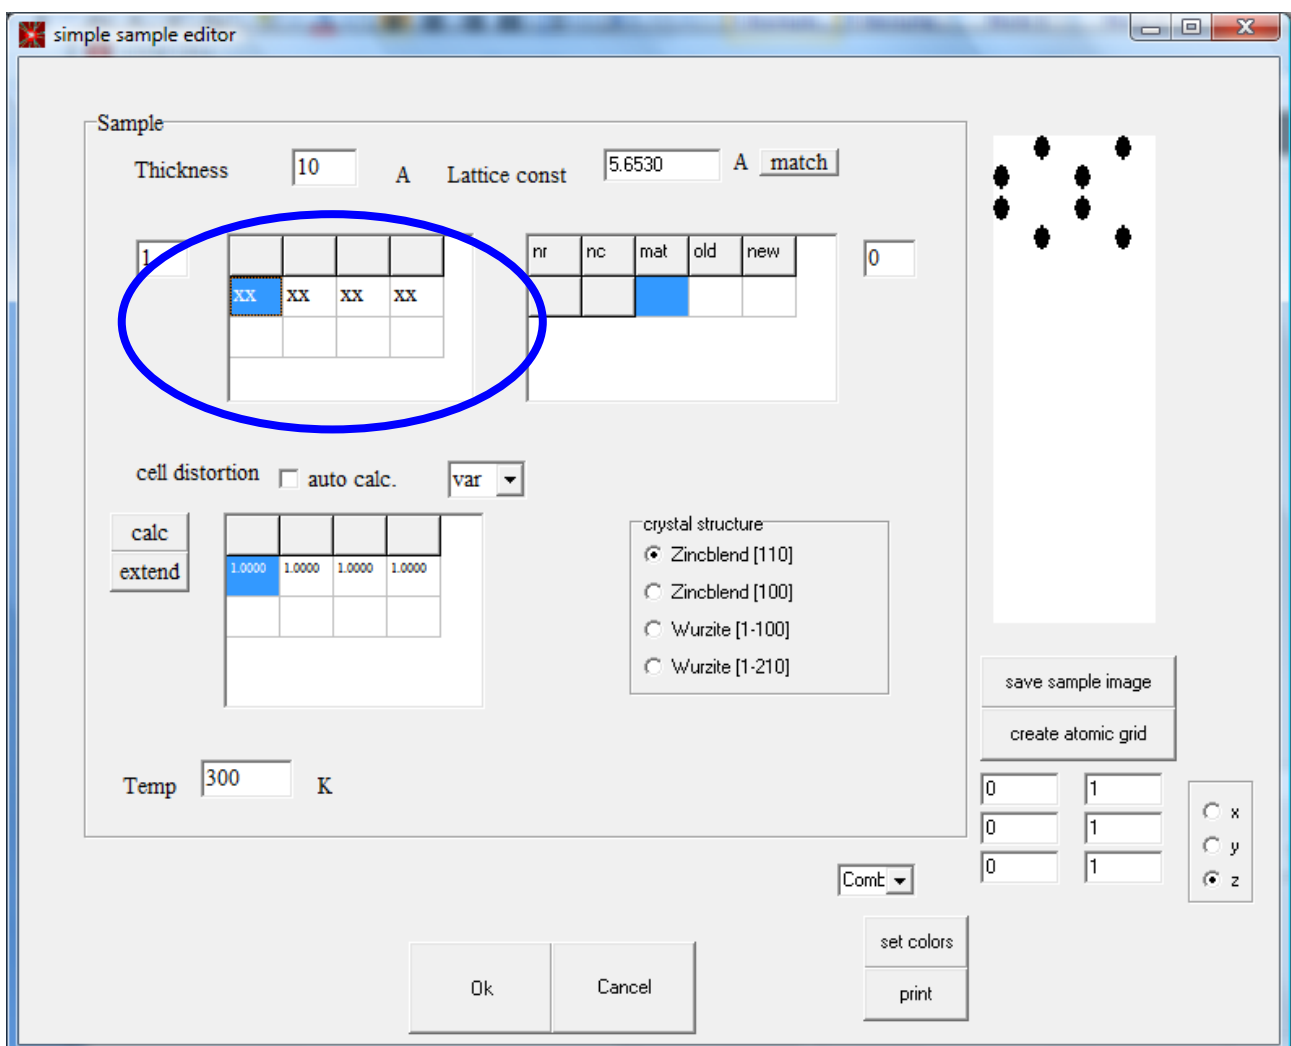 simple sample editor
Sample
Thickness 10 A Lattice const 5.6530 A match
1 nr nc mat old new 0
xx xx xx xx
cell distortion auto calc. var
calc
extend
1.0000 1.0000 1.0000 1.0000
crystal structure
Zincblend [110]
Zincblend [100]
Wurzite [1-100]
Wurzite [1-210]
save sample image
create atomic grid
Temp 300 K
0 1
0 1
0 1
x
y
z
set colors
print
Ok Cancel